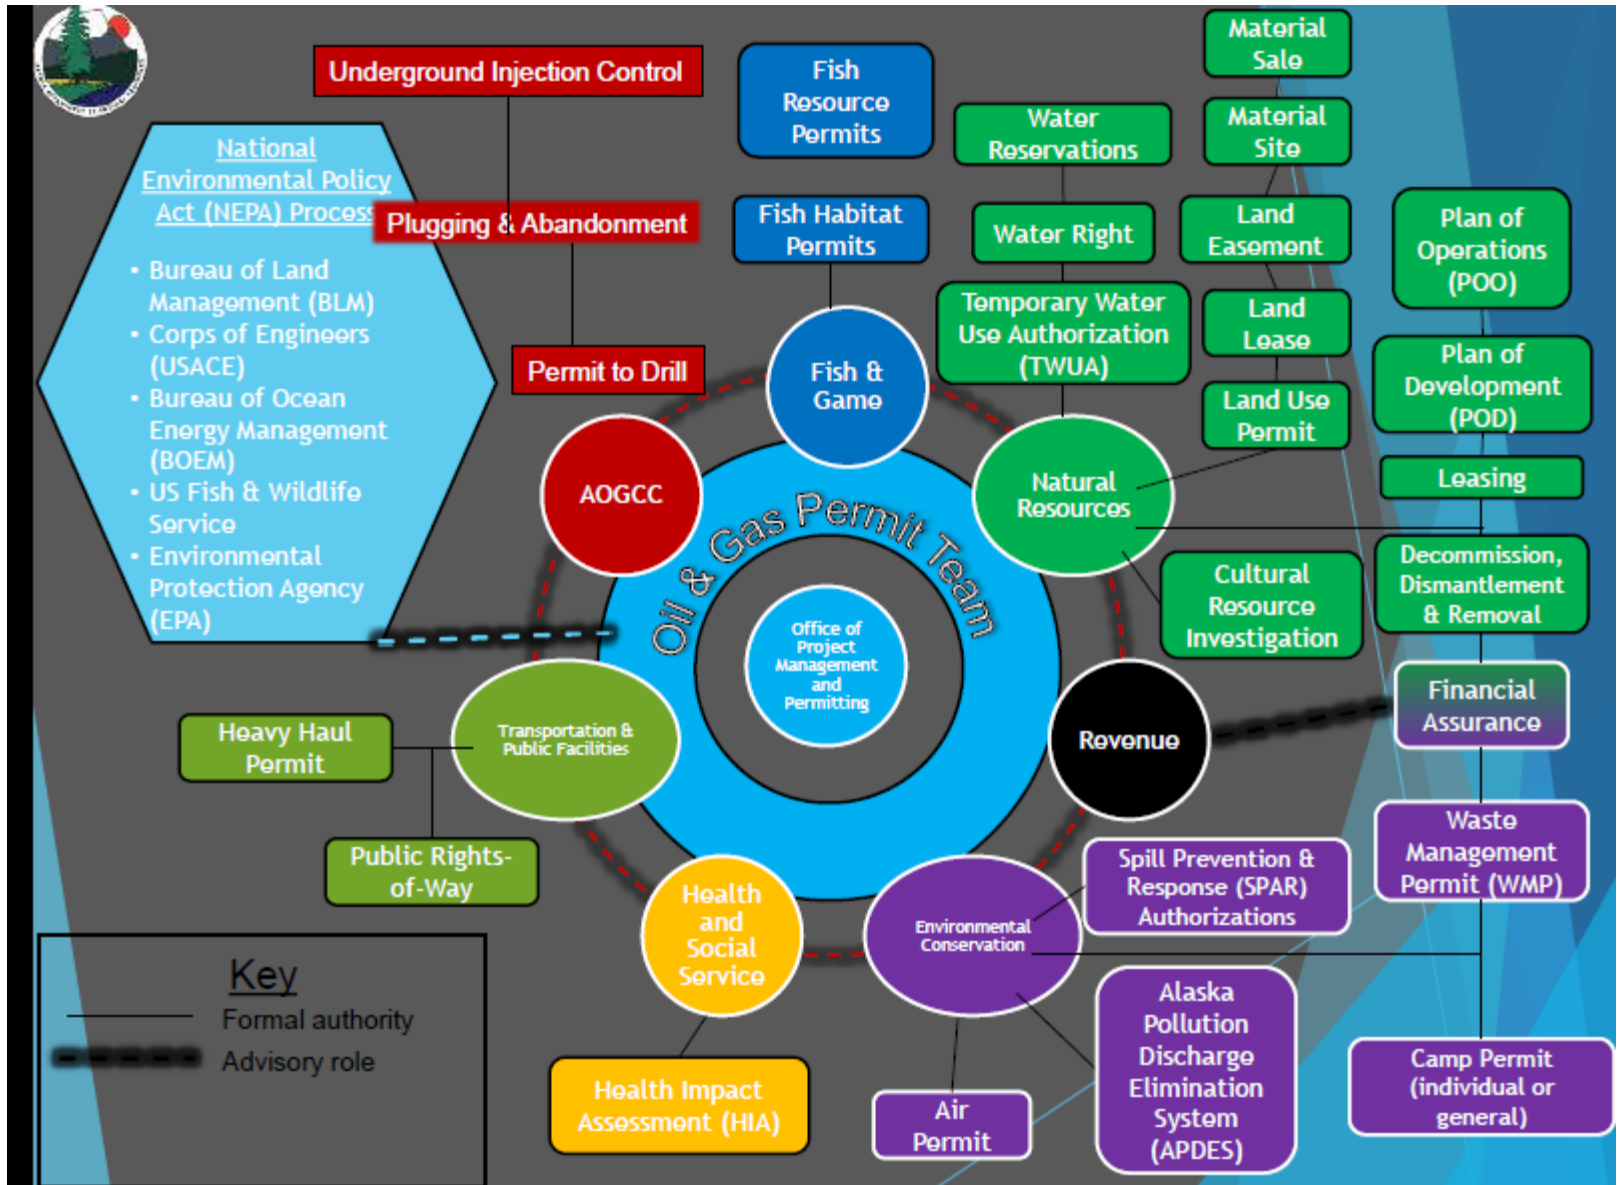 Underground Injection Control
Plugging & Abandonment
Permit to Drill
AOGCC
National
Environmental Policy
Act (NEPA) Process
• Bureau of Land
Management (BLM)
• Corps of Engineers
(USACE)
• Bureau of Ocean
Energy Management
(BOEM)
• US Fish & Wildlife
Service
• Environmental
Protection Agency
(EPA)
Fish
Resource
Permits
Fish Habitat
Permits
Fish &
Game
Water
Reservations
Water Right
Temporary Water
Use Authorization
(TWUA)
Material
Sale
Material
Site
Land
Easement
Land
Lease
Land Use
Permit
Natural
Resources
Cultural
Resource
Investigation
Plan of
Operations
(POO)
Plan of
Development
(POD)
Leasing
Decommission,
Dismantlement
& Removal
Financial
Assurance
Revenue
Oil & Gas Permit Team
Office of
Project
Management
and
Permitting
Transportation &
Public Facilities
Heavy Haul
Permit
Public Rights-
of-Way
Health
and
Social
Service
Health Impact
Assessment (HIA)
Environmental
Conservation
Spill Prevention &
Response (SPAR)
Authorizations
Waste
Management
Permit (WMP)
Air
Permit
Alaska
Pollution
Discharge
Elimination
System
(APDES)
Camp Permit
(individual or
general)
Key
Formal authority
Advisory role